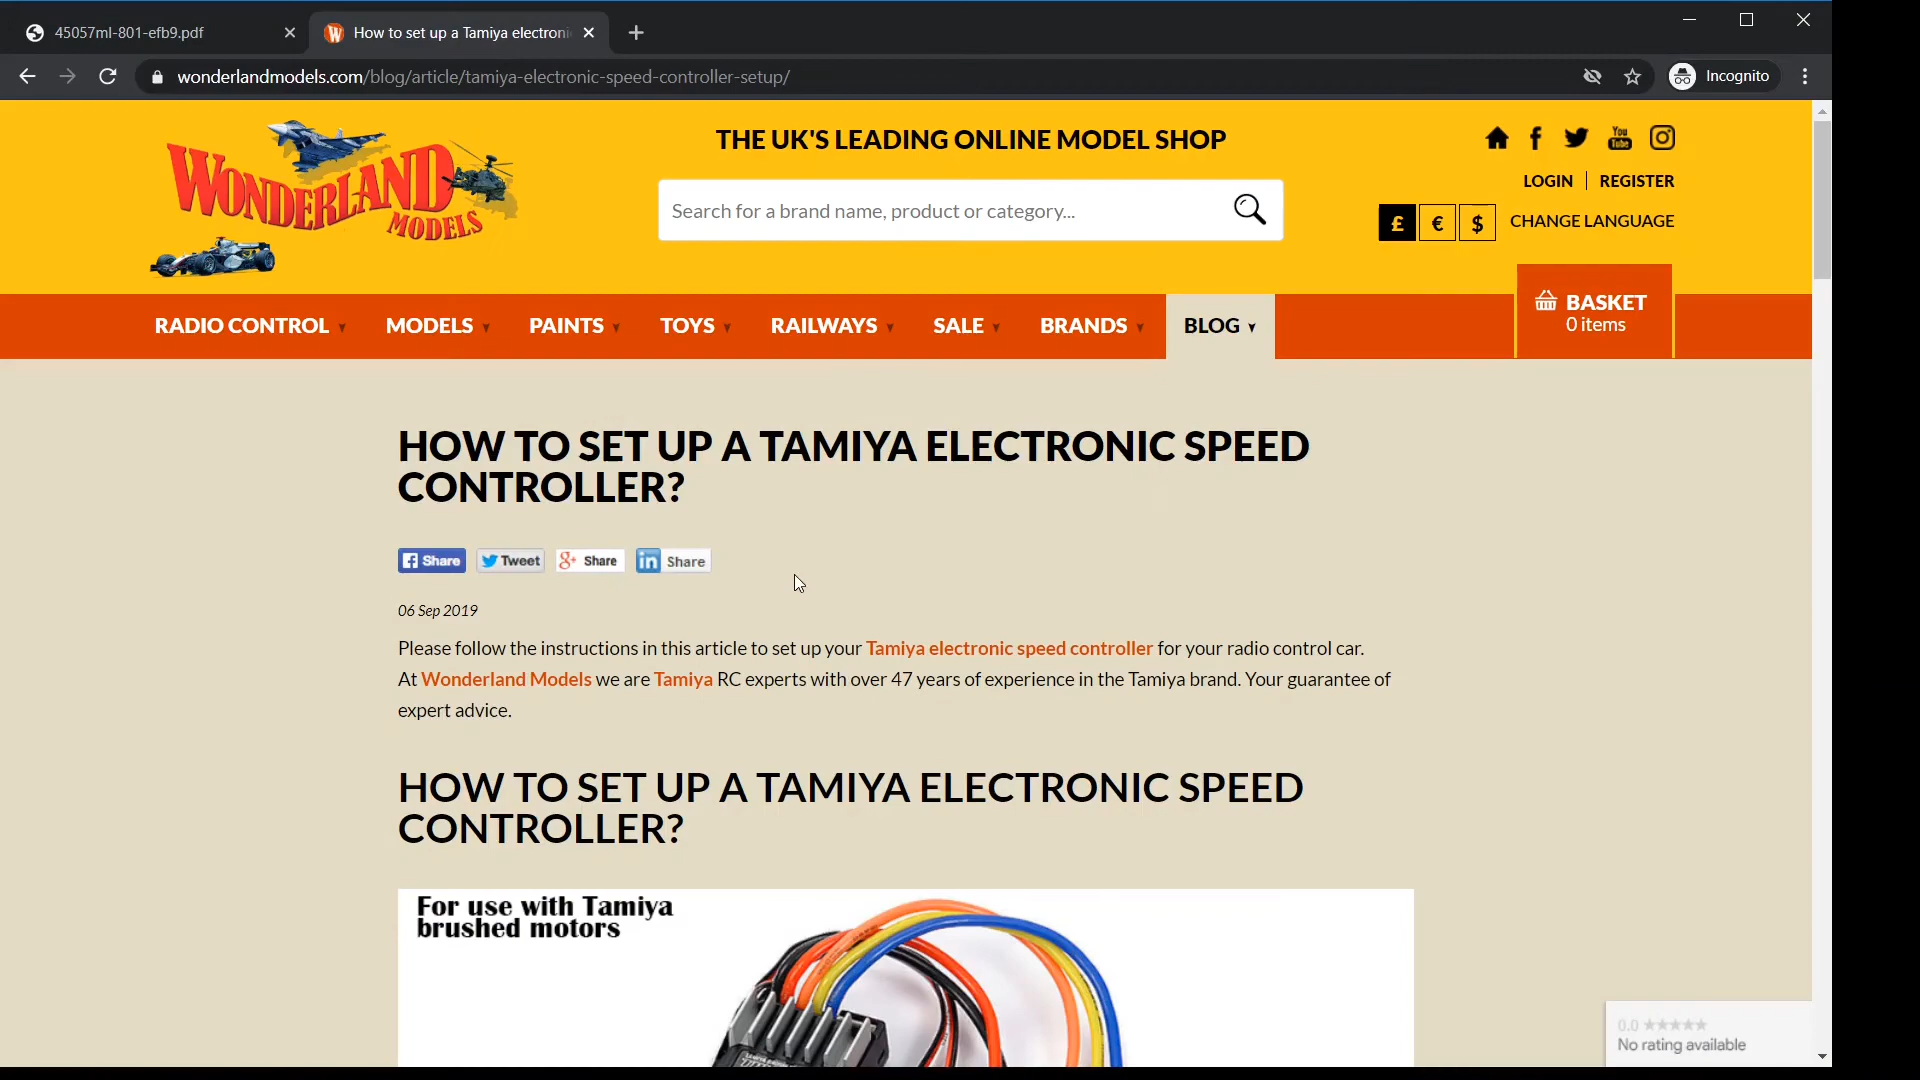 45057ml-801-efb9.pdf
How to set up a Tamiya electroni
wonderlandmodels.com/blog/article/tamiya-electronic-speed-controller-setup/
Incognito
WONDERLAND
MODELS
THE UK'S LEADING ONLINE MODEL SHOP
Search for a brand name, product or category...
You
Tube
LOGIN
REGISTER
£
€
$
CHANGE LANGUAGE
BASKET
0 items
RADIO CONTROL
MODELS
PAINTS
TOYS
RAILWAYS
SALE
BRANDS
BLOG
HOW TO SET UP A TAMIYA ELECTRONIC SPEED
CONTROLLER?
Share
Tweet
Share
in Share
06 Sep 2019
Please follow the instructions in this article to set up your Tamiya electronic speed controller for your radio control car.
At Wonderland Models we are Tamiya RC experts with over 47 years of experience in the Tamiya brand. Your guarantee of
expert advice.
HOW TO SET UP A TAMIYA ELECTRONIC SPEED
CONTROLLER?
For use with Tamiya
brushed motors
0.0
No rating available